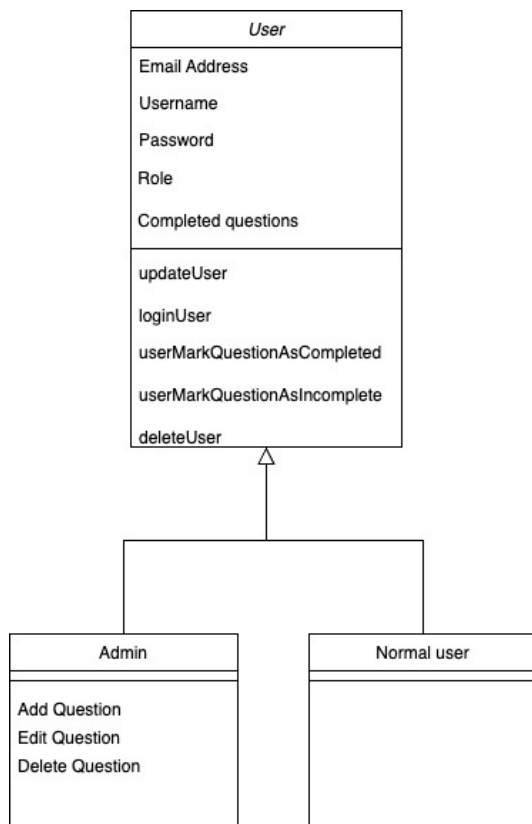 User
Email Address
Username
Password
Role
Completed questions
updateUser
loginUser
userMarkQuestionAsCompleted
userMarkQuestionAsIncomplete
deleteUser
Admin
Normal user
Add Question
Edit Question
Delete Question